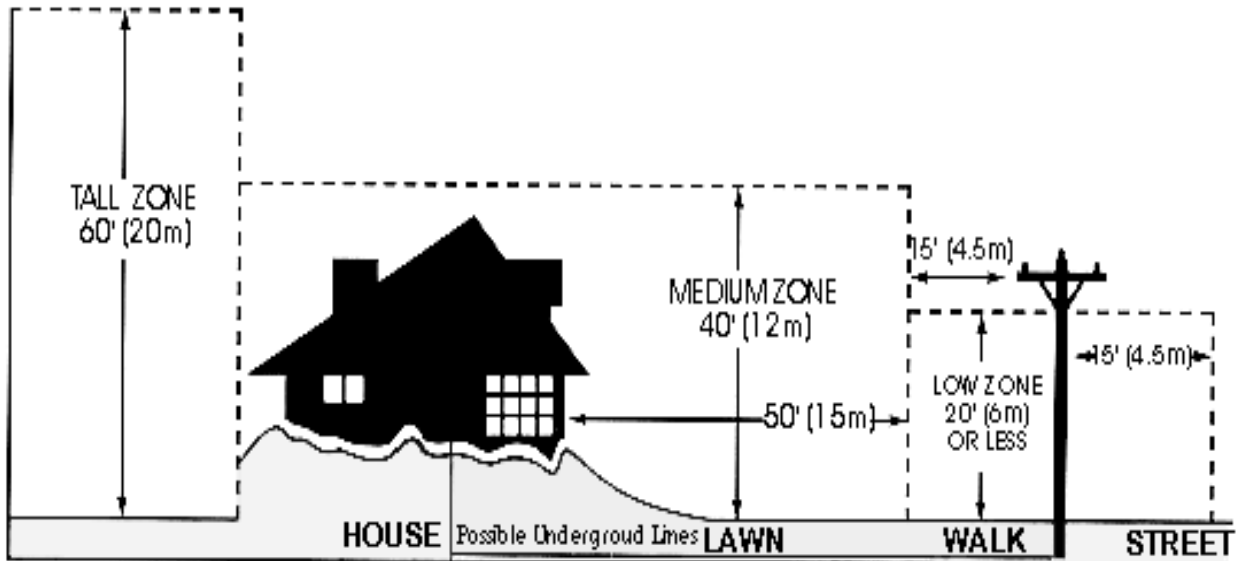 TALL ZONE
60' (20m)
MEDIUM ZONE
40' (12m)
15' (4.5m)
15' (4.5m)
LOW ZONE
20' (6m)
OR LESS
50' (15m)
HOUSE
Possible Undergroud Lines
LAWN
WALK
STREET